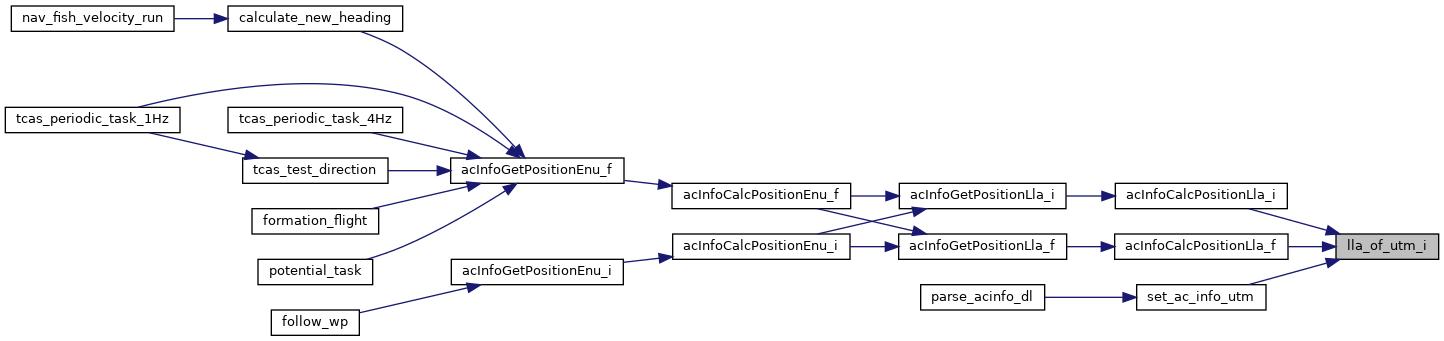 nav_fish_velocity_run
calculate_new_heading
tcas_periodic_task_1Hz
tcas_periodic_task_4Hz
tcas_test_direction
acInfoGetPositionEnu_f
formation_flight
potential_task
acInfoGetPositionEnu_i
follow_wp
acInfoCalcPositionEnu_f
acInfoGetPositionLla_i
acInfoCalcPositionLla_i
acInfoCalcPositionEnu_i
acInfoGetPositionLla_f
acInfoCalcPositionLla_f
lla_of_utm_i
parse_acinfo_dl
set_ac_info_utm